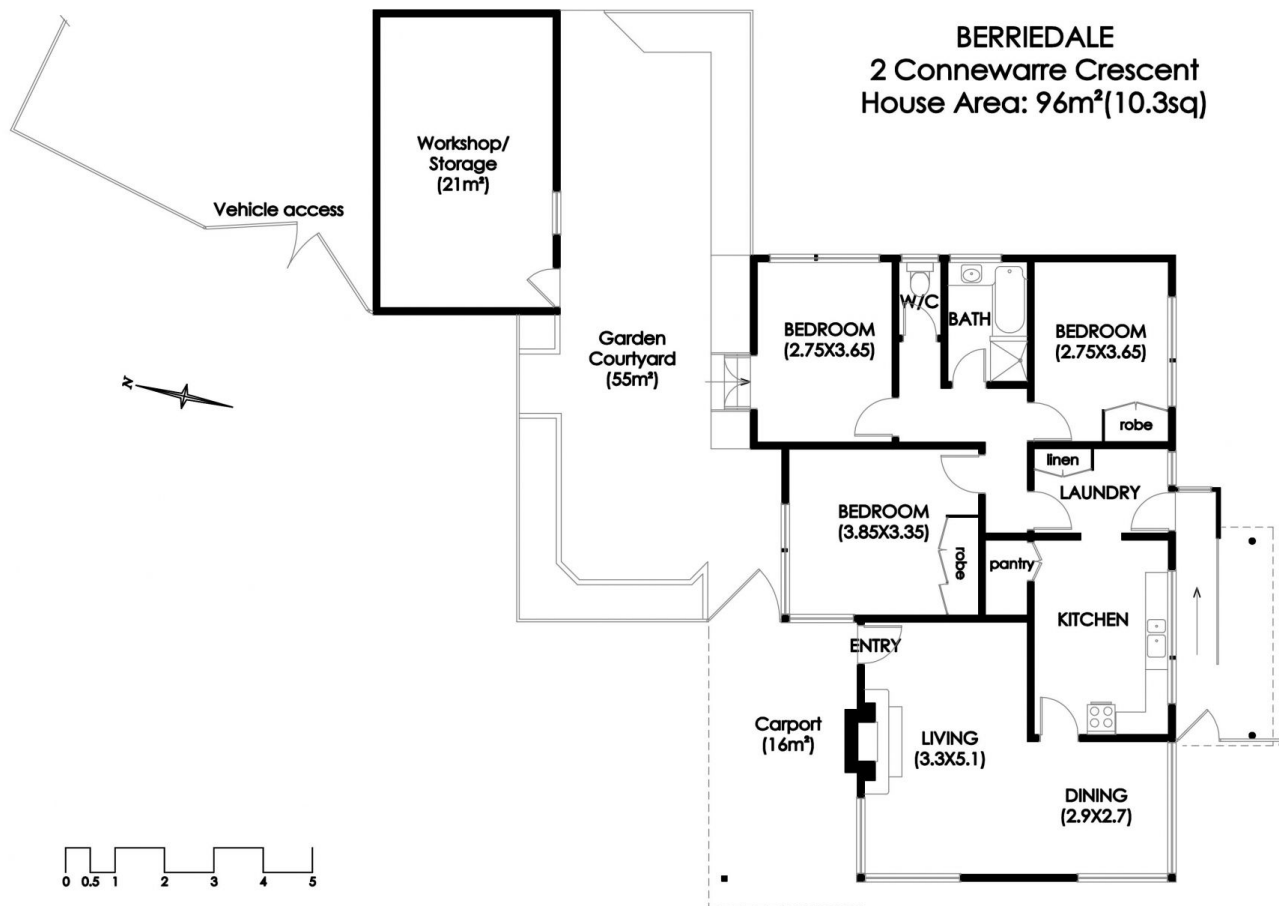 BERRIEDALE
2 Connewarre Crescent
House Area: 96m²(10.3sq)
Workshop/
Storage
(21m²)
Vehicle access
Garden
Courtyard
(55m²)
N
BEDROOM
(2.75X3.65)
W/C
BATH
BEDROOM
(2.75X3.65)
robe
linen
LAUNDRY
BEDROOM
(3.85X3.35)
robe
pantry
KITCHEN
ENTRY
Carport
(16m²)
LIVING
(3.3X5.1)
DINING
(2.9X2.7)
0 0.5 1 2 3 4 5